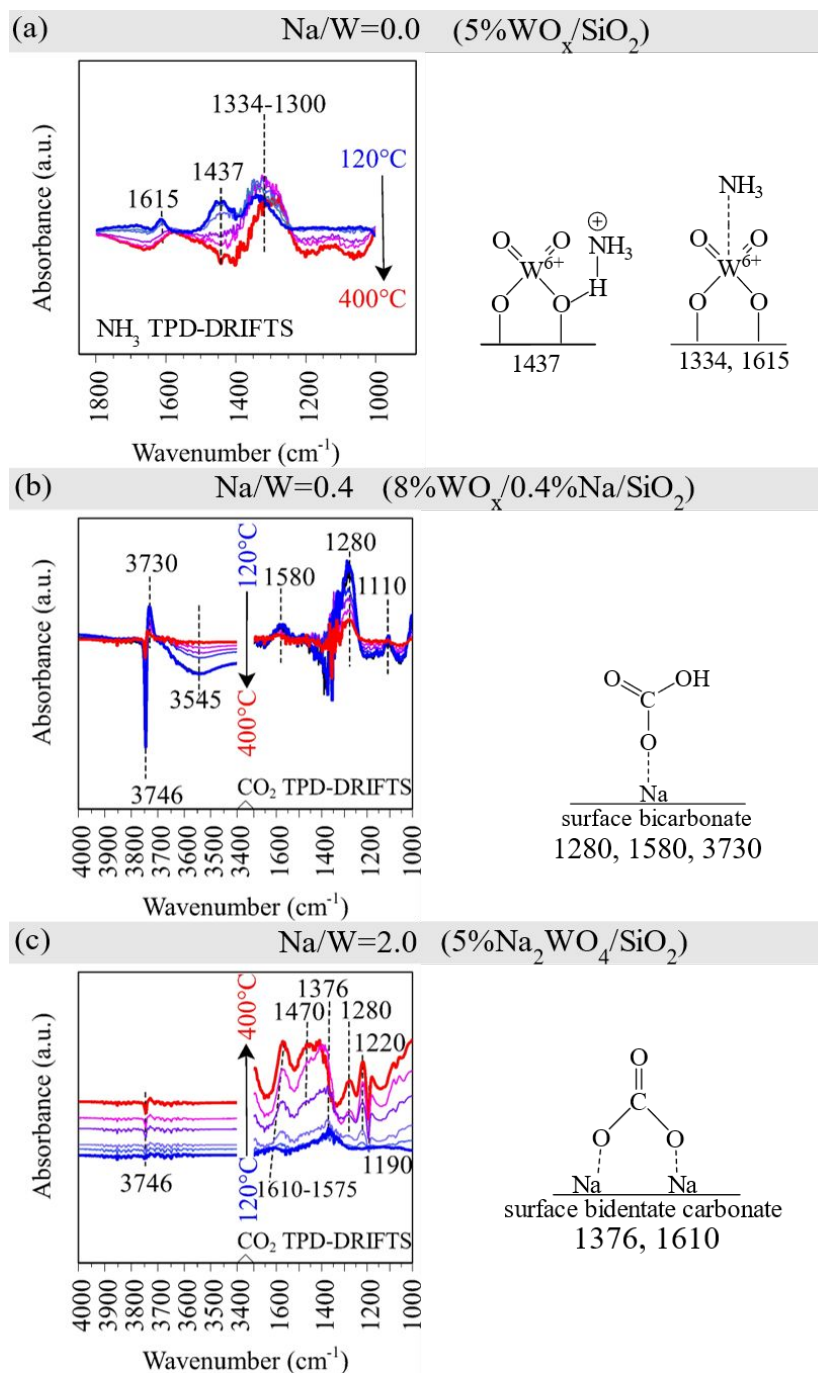 (a) Na/W=0.0 (5%WOx/SiO2)
1334-1300
1437
120°C
1615
400°C
NH3 TPD-DRIFTS
Absorbance (a.u.)
1800 1600 1400 1200 1000
Wavenumber (cm-1)
O O
W6+
O O
H
NH3
+
1437
NH3
O O
W6+
O O
1334, 1615
(b) Na/W=0.4 (8%WOx/0.4%Na/SiO2)
3730
120°C
1580
1280
1110
3545
400°C
3746
CO2 TPD-DRIFTS
Absorbance (a.u.)
4000 3900 3800 3700 3600 3500 3400 1600 1400 1200 1000
Wavenumber (cm-1)
O OH
C
O
Na
surface bicarbonate
1280, 1580, 3730
(c) Na/W=2.0 (5%Na2WO4/SiO2)
400°C
1376
1470
1280
1220
3746
1190
1610-1575
120°C
CO2 TPD-DRIFTS
Absorbance (a.u.)
4000 3900 3800 3700 3600 3500 3400 1600 1400 1200 1000
Wavenumber (cm-1)
O
C
O O
Na Na
surface bidentate carbonate
1376, 1610